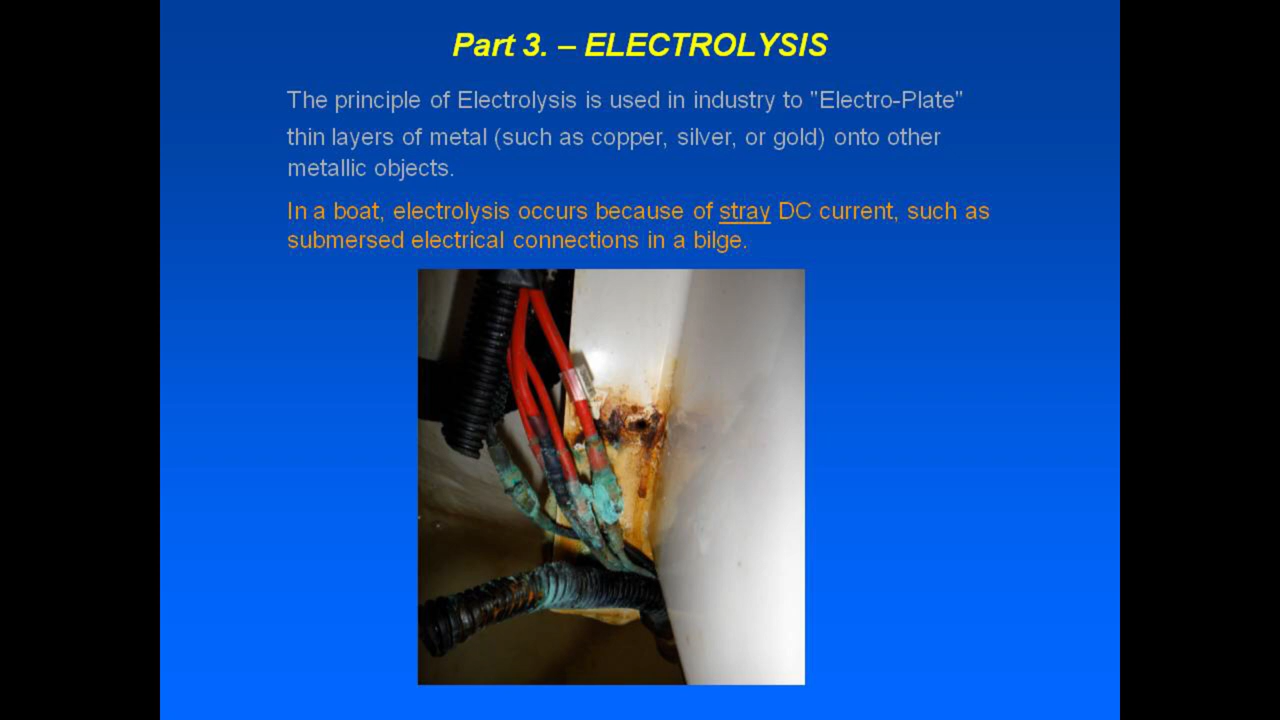 Part 3. – ELECTROLYSIS
The principle of Electrolysis is used in industry to "Electro-Plate"
thin layers of metal (such as copper, silver, or gold) onto other
metallic objects.
In a boat, electrolysis occurs because of stray DC current, such as
submersed electrical connections in a bilge.